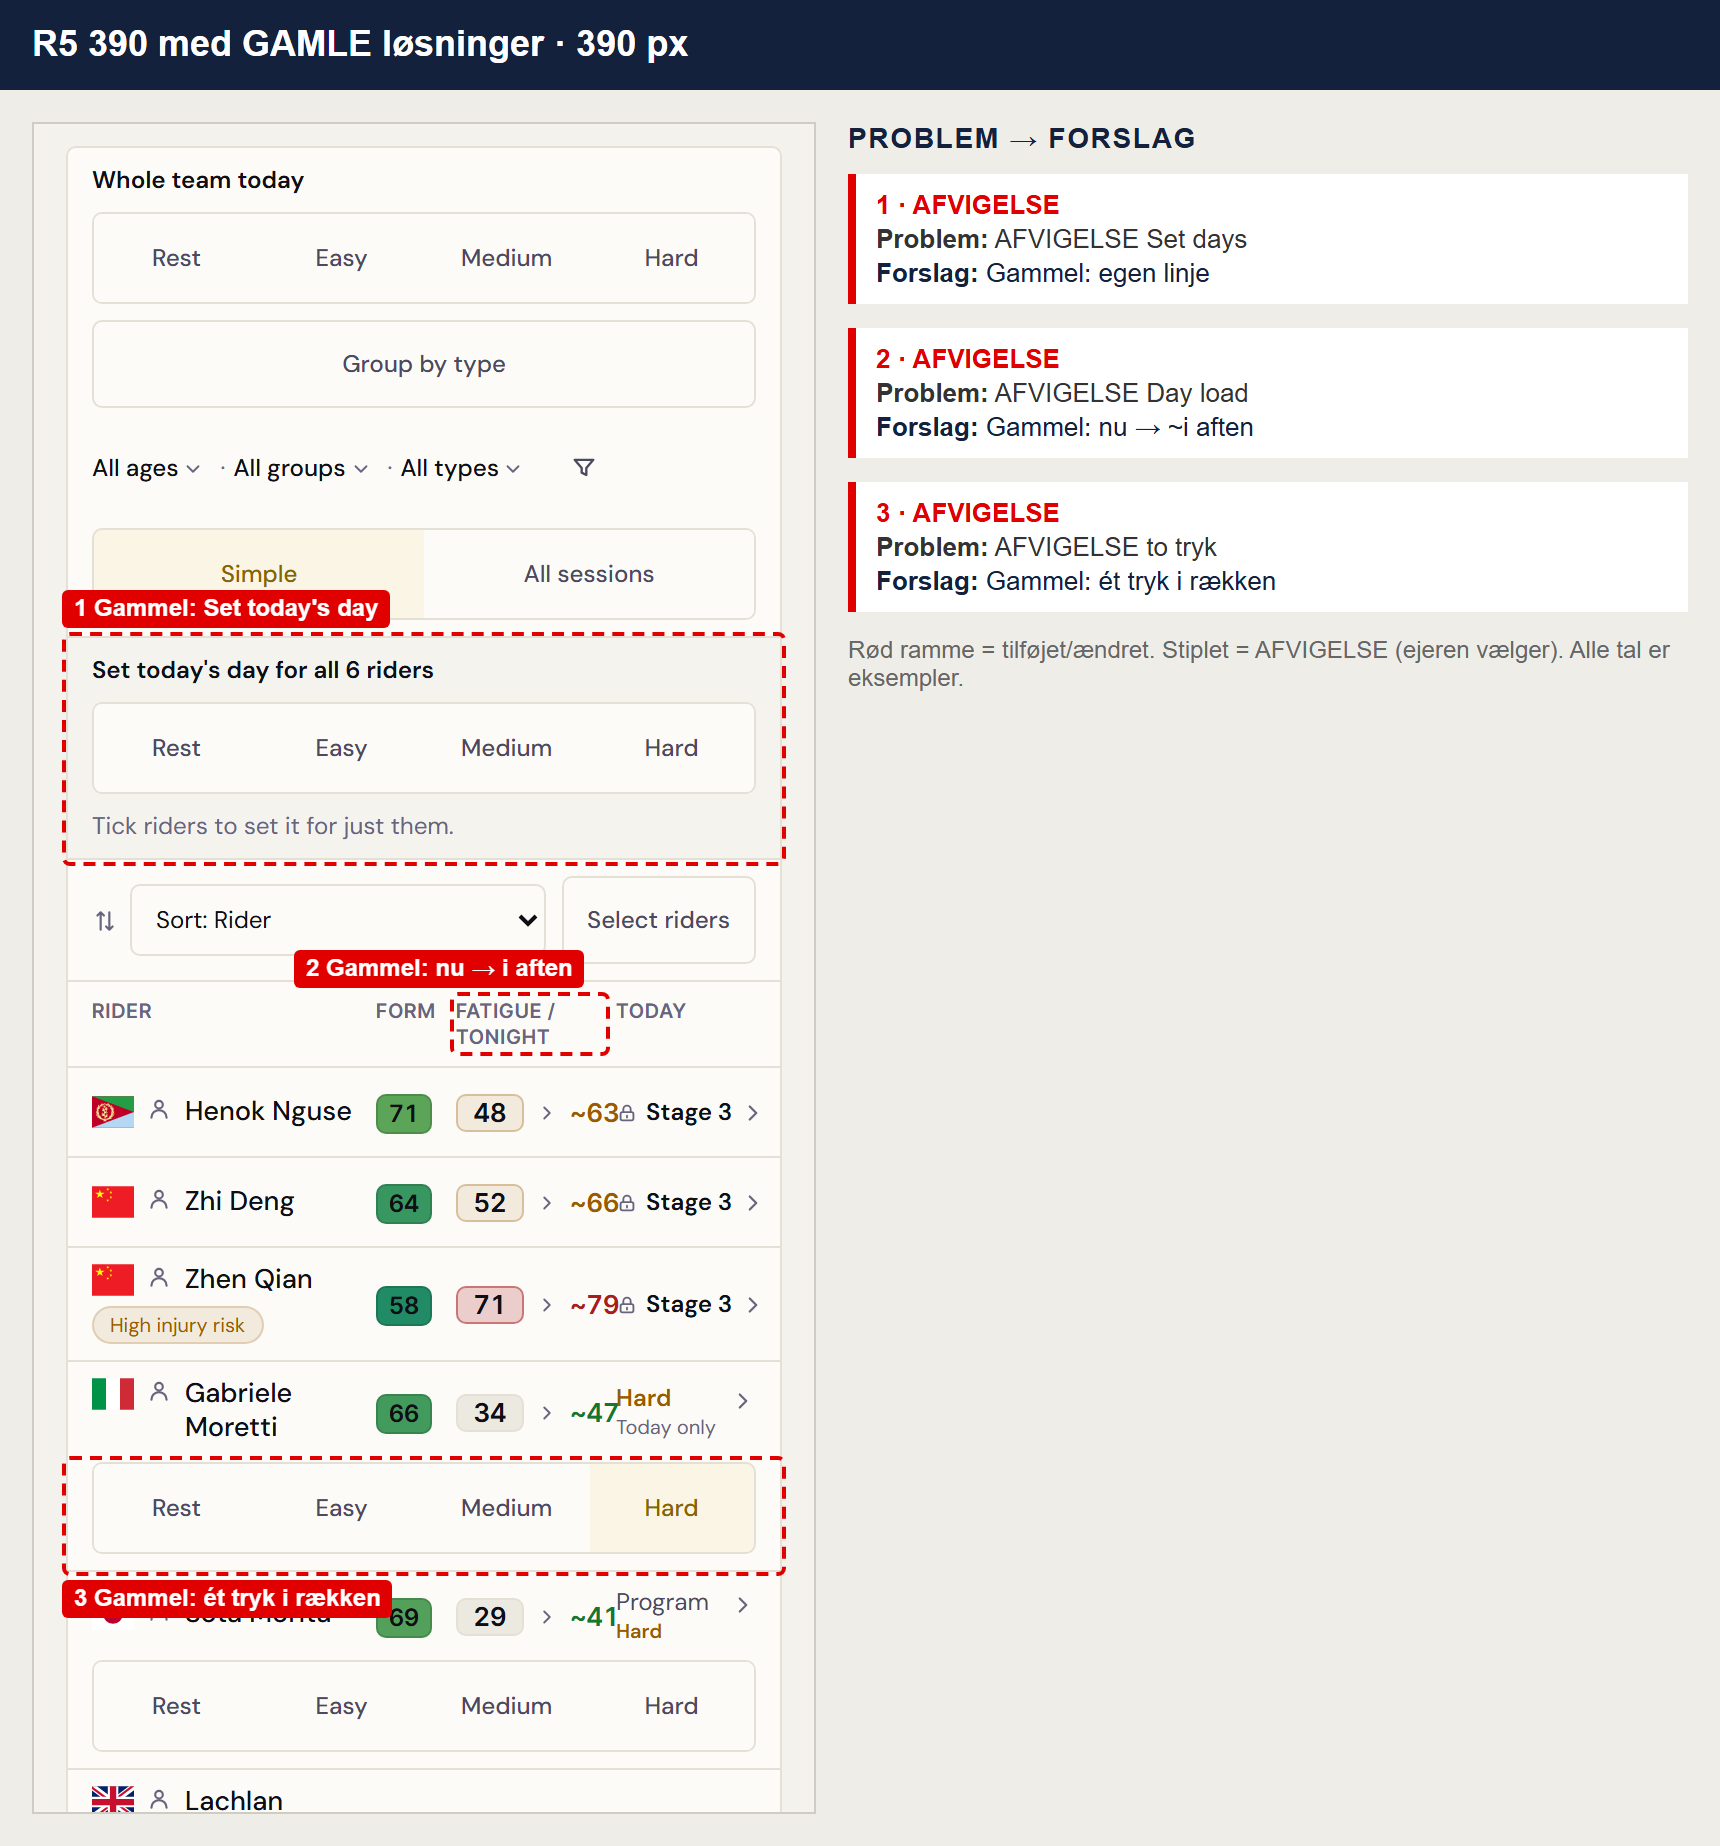 R5 390 med GAMLE løsninger · 390 px
Whole team today
Rest Easy Medium Hard
Group by type
All ages · All groups · All types
Simple All sessions
1 Gammel: Set today's day
Set today's day for all 6 riders
Rest Easy Medium Hard
Tick riders to set it for just them.
Sort: Rider Select riders
2 Gammel: nu → i aften
RIDER FORM FATIGUE / TONIGHT TODAY
Henok Nguse 71 48 ~63 Stage 3
Zhi Deng 64 52 ~66 Stage 3
Zhen Qian 58 71 ~79 Stage 3
High injury risk
Gabriele Moretti 66 34 ~47 Hard
Today only
Rest Easy Medium Hard
3 Gammel: ét tryk i rækken
69 29 ~41 Program
Hard
Rest Easy Medium Hard
Lachlan
PROBLEM → FORSLAG
1 · AFVIGELSE
Problem: AFVIGELSE Set days
Forslag: Gammel: egen linje
2 · AFVIGELSE
Problem: AFVIGELSE Day load
Forslag: Gammel: nu → ~i aften
3 · AFVIGELSE
Problem: AFVIGELSE to tryk
Forslag: Gammel: ét tryk i rækken
Rød ramme = tilføjet/ændret. Stiplet = AFVIGELSE (ejeren vælger). Alle tal er
eksempler.